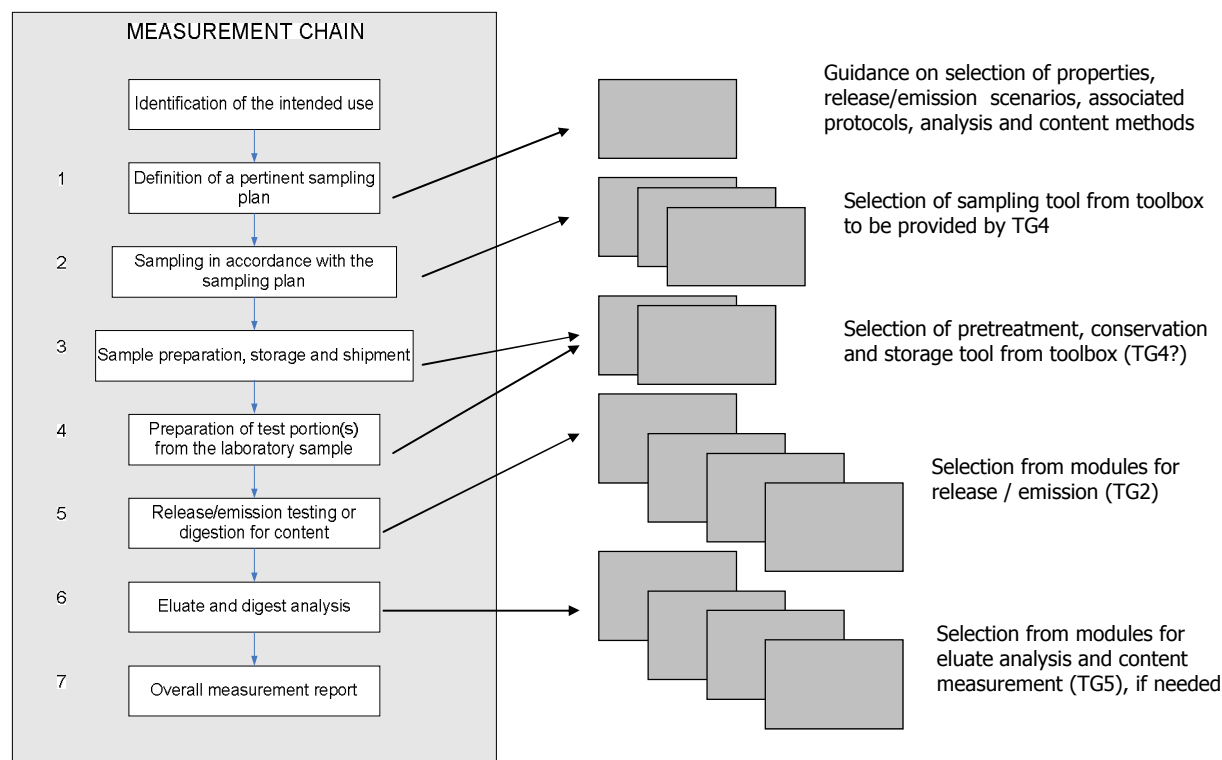 MEASUREMENT CHAIN
Identification of the intended use
1
Definition of a pertinent sampling
plan
2
Sampling in accordance with the
sampling plan
3
Sample preparation, storage and shipment
4
Preparation of test portion(s)
from the laboratory sample
5
Release/emission testing or
digestion for content
6
Eluate and digest analysis
7
Overall measurement report
Guidance on selection of properties,
release/emission scenarios, associated
protocols, analysis and content methods
Selection of sampling tool from toolbox
to be provided by TG4
Selection of pretreatment, conservation
and storage tool from toolbox (TG4?)
Selection from modules for
release / emission (TG2)
Selection from modules for
eluate analysis and content
measurement (TG5), if needed